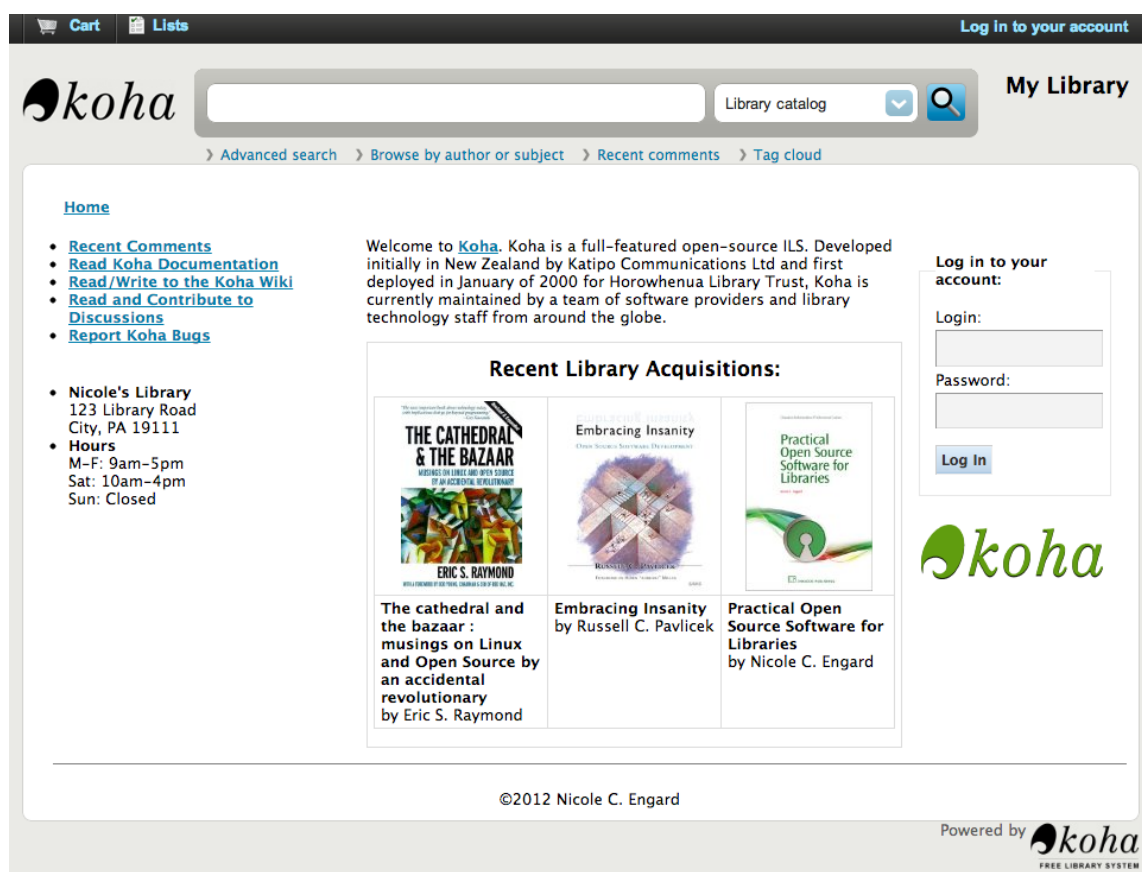 Cart Lists Log in to your account
koha Library catalog My Library
Advanced search Browse by author or subject Recent comments Tag cloud
Home
Recent Comments
Read Koha Documentation
Read/Write to the Koha Wiki
Read and Contribute to
Discussions
Report Koha Bugs
Nicole's Library
123 Library Road
City, PA 19111
Hours
M-F: 9am-5pm
Sat: 10am-4pm
Sun: Closed
Welcome to Koha. Koha is a full-featured open-source ILS. Developed
initially in New Zealand by Katipo Communications Ltd and first
deployed in January of 2000 for Horowhenua Library Trust, Koha is
currently maintained by a team of software providers and library
technology staff from around the globe.
Recent Library Acquisitions:
THE CATHEDRAL
& THE BAZAAR
MUSINGS ON LINUX AND OPEN SOURCE
BY AN ACCIDENTAL REVOLUTIONARY
ERIC S. RAYMOND
Embracing Insanity
Open Source Software Development
Russell C. Pavlicek
Practical
Open Source
Software for
Libraries
The cathedral and
the bazaar :
musings on Linux
and Open Source by
an accidental
revolutionary
by Eric S. Raymond
Embracing Insanity
by Russell C. Pavlicek
Practical Open
Source Software for
Libraries
by Nicole C. Engard
Log in to your
account:
Login:
Password:
Log In
koha
©2012 Nicole C. Engard
Powered by koha
FREE LIBRARY SYSTEM